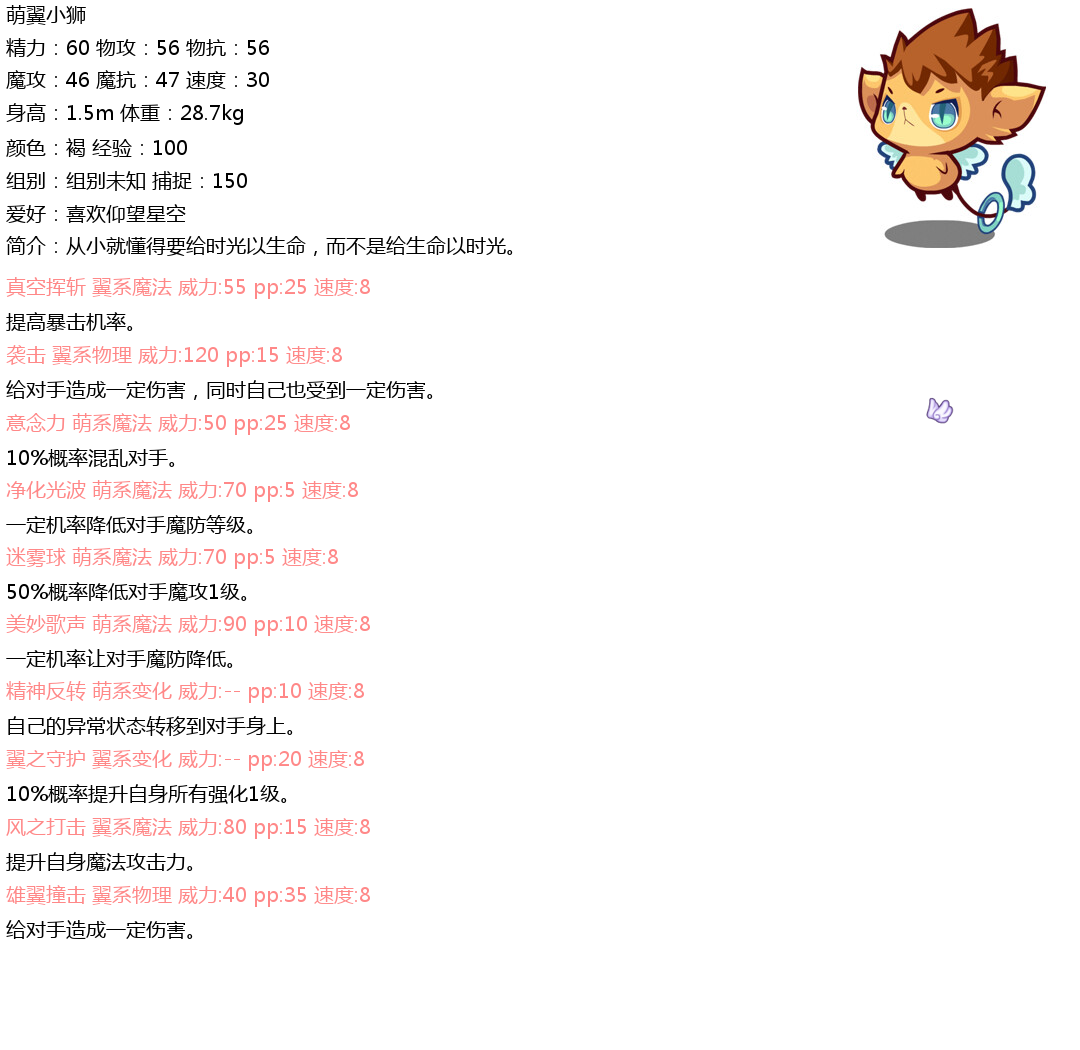 萌翼小狮
精力：60 物攻：56 物抗：56
魔攻：46 魔抗：47 速度：30
身高：1.5m 体重：28.7kg
颜色：褐 经验：100
组别：组别未知 捕捉：150
爱好：喜欢仰望星空
简介：从小就懂得要给时光以生命，而不是给生命以时光。
真空挥斩 翼系魔法 威力:55 pp:25 速度:8
提高暴击机率。
袭击 翼系物理 威力:120 pp:15 速度:8
给对手造成一定伤害，同时自己也受到一定伤害。
意念力 萌系魔法 威力:50 pp:25 速度:8
10%概率混乱对手。
净化光波 萌系魔法 威力:70 pp:5 速度:8
一定机率降低对手魔防等级。
迷雾球 萌系魔法 威力:70 pp:5 速度:8
50%概率降低对手魔攻1级。
美妙歌声 萌系魔法 威力:90 pp:10 速度:8
一定机率让对手魔防降低。
精神反转 萌系变化 威力:-- pp:10 速度:8
自己的异常状态转移到对手身上。
翼之守护 翼系变化 威力:-- pp:20 速度:8
10%概率提升自身所有强化1级。
风之打击 翼系魔法 威力:80 pp:15 速度:8
提升自身魔法攻击力。
雄翼撞击 翼系物理 威力:40 pp:35 速度:8
给对手造成一定伤害。